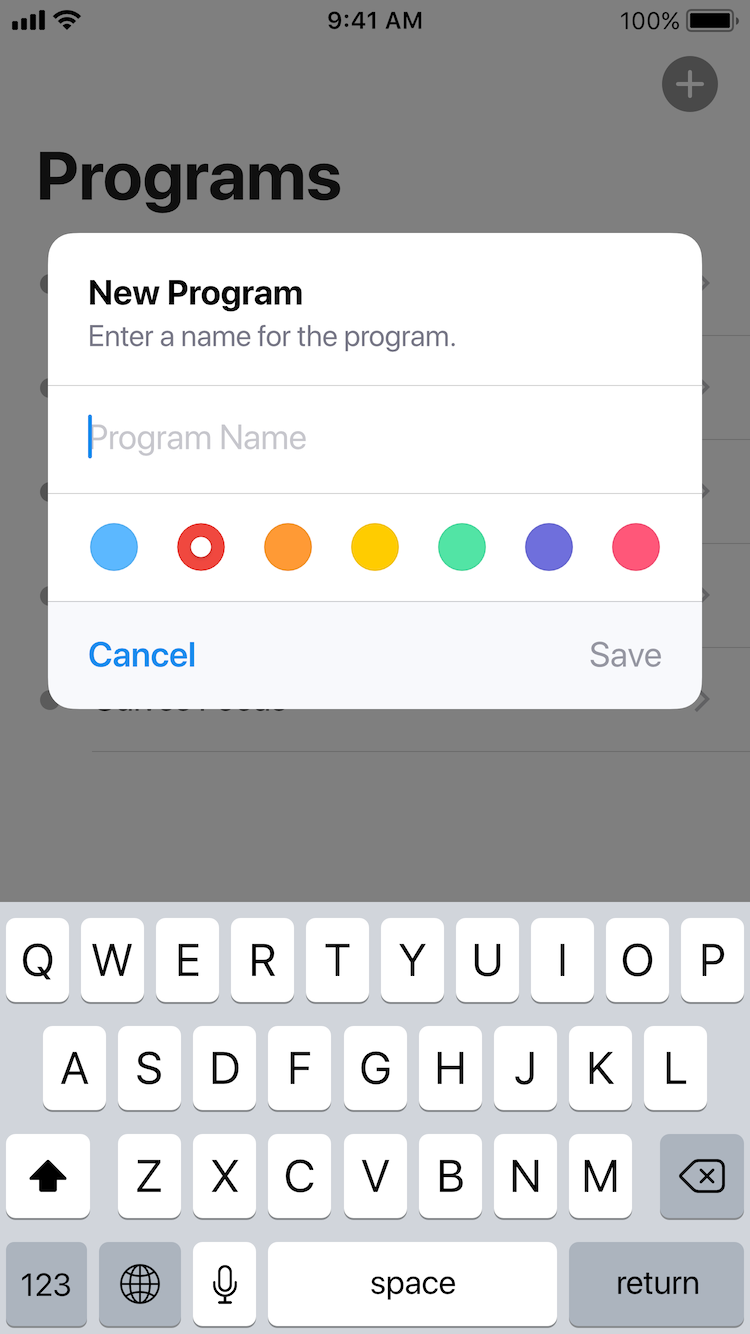 9:41 AM 100%
Programs
New Program
Enter a name for the program.
Program Name
Cancel Save
Q W E R T Y U I O P
A S D F G H J K L
Z X C V B N M
123 space return